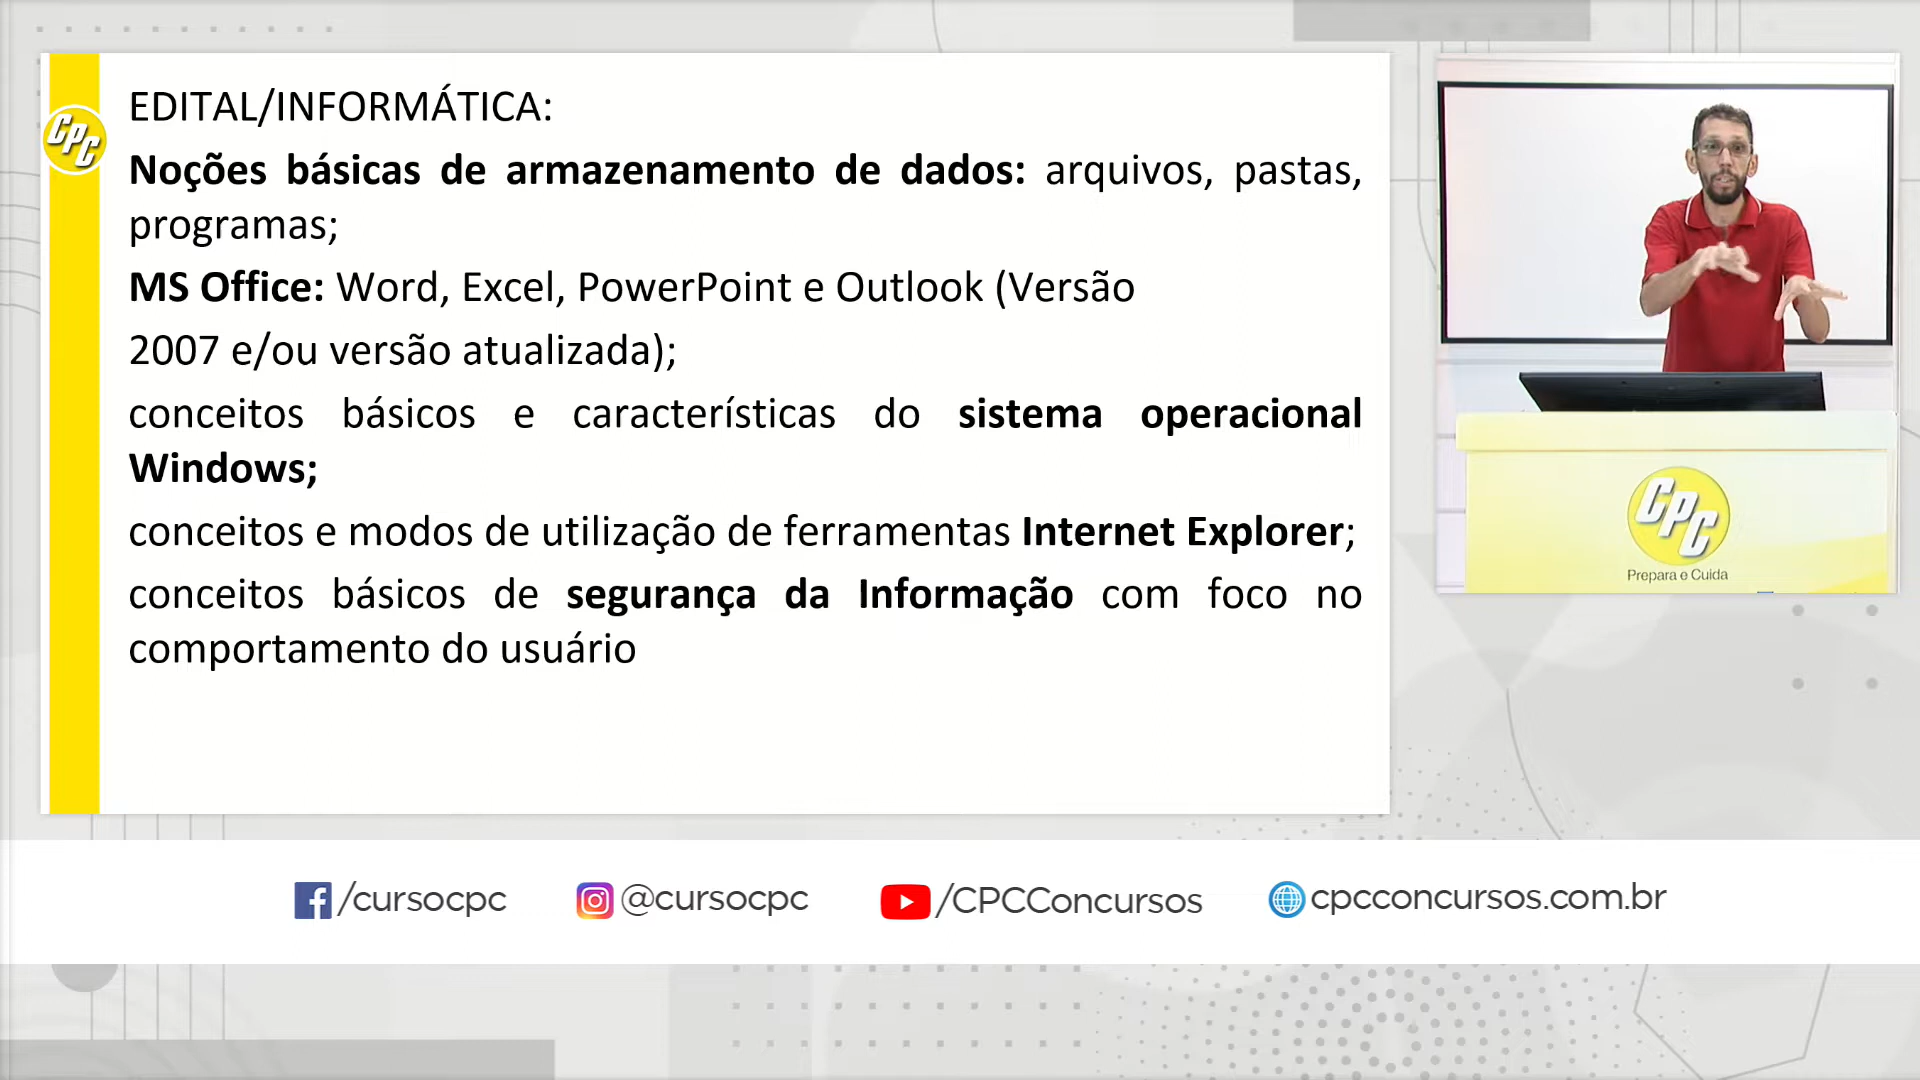 EDITAL/INFORMÁTICA:
Noções básicas de armazenamento de dados: arquivos, pastas,
programas;
MS Office: Word, Excel, PowerPoint e Outlook (Versão
2007 e/ou versão atualizada);
conceitos básicos e características do sistema operacional
Windows;
conceitos e modos de utilização de ferramentas Internet Explorer;
conceitos básicos de segurança da Informação com foco no
comportamento do usuário
CPC
CPC
Prepara e Cuida
/cursocpc
@cursocpc
/CPCConcursos
cpcconcursos.com.br